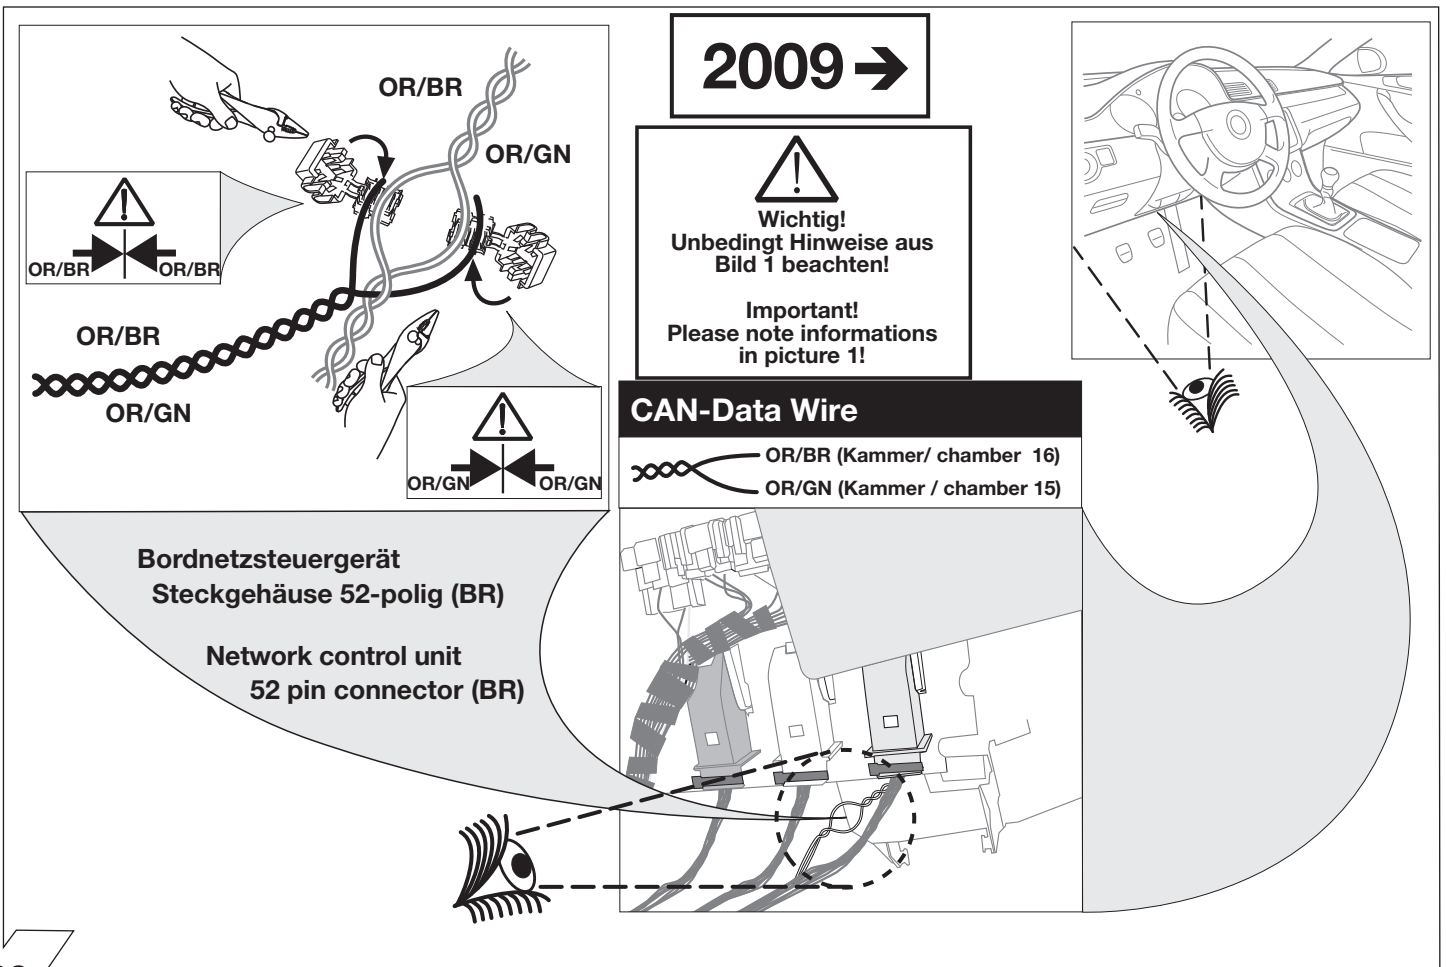 OR/BR
OR/GN
OR/BR
OR/BR
OR/BR
OR/GN
OR/GN
OR/GN
2009
Wichtig!
Unbedingt Hinweise aus
Bild 1 beachten!
Important!
Please note informations
in picture 1!
CAN-Data Wire
OR/BR (Kammer/ chamber 16)
OR/GN (Kammer / chamber 15)
Bordnetzsteuergerät
Steckgehäuse 52-polig (BR)
Network control unit
52 pin connector (BR)